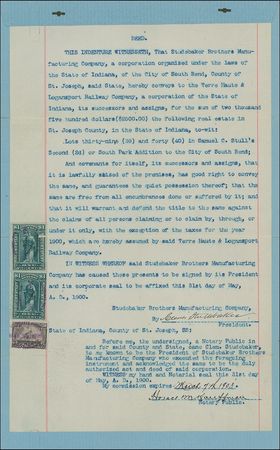 DEED.
THIS INDENTURE WITNESSETH, That Studebaker Brothers Manu-
facturing Company, a corporation organized under the laws of
the State of Indiana, of the City of South Bend, County of
St. Joseph, said State, hereby conveys to the Terre Haute &
Logansport Railway Company, a corporation of the State of
Indiana, its successors and assigns, for the sum of two thousand
five hundred dollars($2500.00) the following real estate in
St. Joseph County, in the State of Indiana, to-wit:
Lots thirty-nine (39) and forty (40) in Samuel C. Stull's
Second (2d) or South Park Addition to the City of South Bend;
And covenants for itself, its successors and assigns, that
it is lawfully seized of the premises, has good right to convey
the same, and guarantees the quiet possession thereof; that the
same are free from all encumbrances done or suffered by it; and
that it will warrant and defend the title to the same against
the claims of all persons claiming or to claim by, through, or
under it only, with the exception of the taxes for the year
1900, which are hereby assumed by said Terre Haute & Logansport
Railway Company.
IN WITNESS WHEREOF said Studebaker Brothers Manufacturing
Company has caused these presents to be signed by its President
and its corporate seal to be affixed this 21st day of May,
A. D., 1900.
Studebaker Brothers Manufacturing Company,
By Clem Studebaker
President.
State of Indiana, County of St. Joseph, SS:
Before me, the undersigned, a Notary Public in
and for said County and State, came Clem. Studebaker,
to me known to be the President of Studebaker Brothers
Manufacturing Company who executed the foregoing
instrument and acknowledged the same to be the duly
authorized act and deed of said corporation.
WITNESS my hand and Notarial seal this 21st day
of May, A. D., 1900.
My commission expires March 7th 1902.
Notary Public.